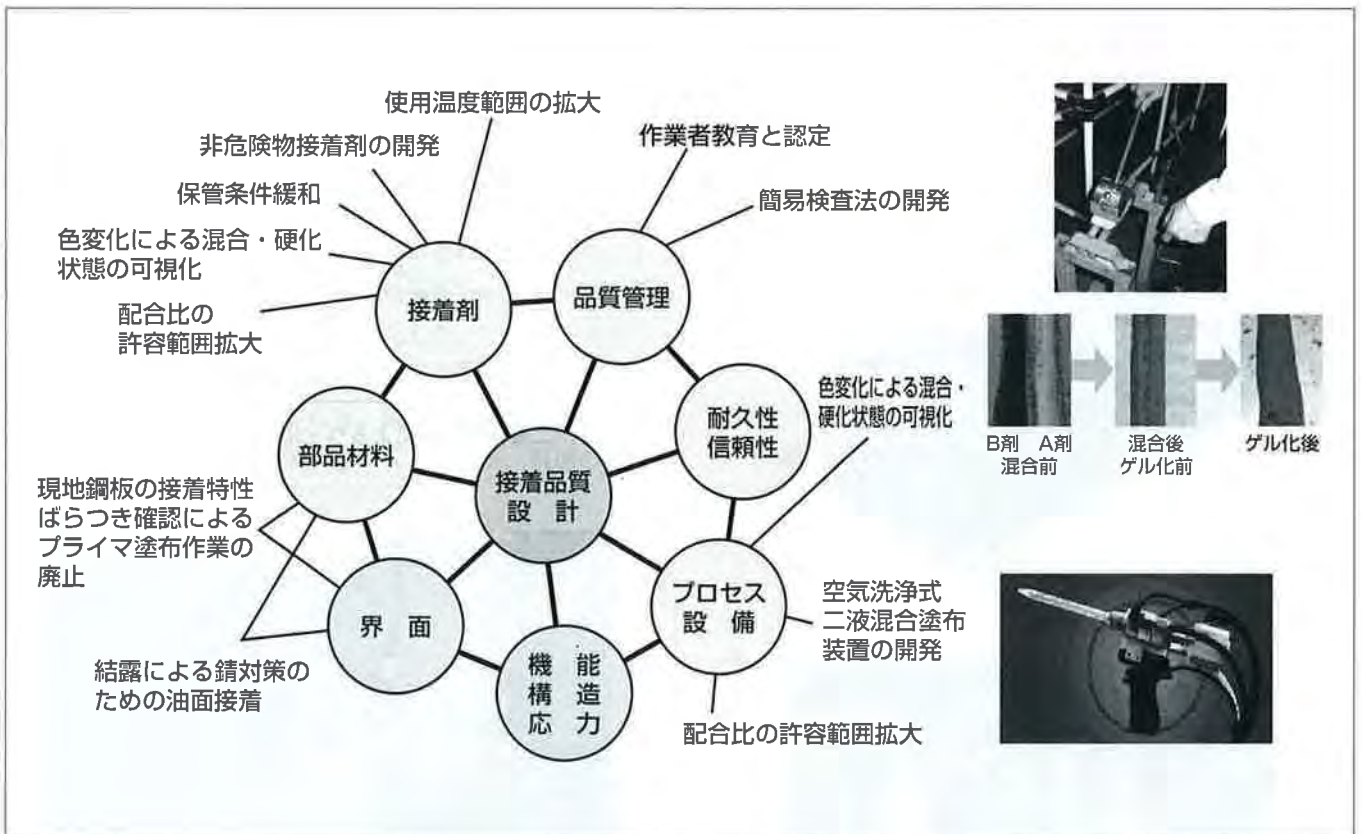 使用温度範囲の拡大
非危険物接着剤の開発
保管条件緩和
色変化による混合・硬化
状態の可視化
配合比の
許容範囲拡大
作業者教育と認定
簡易検査法の開発
接着剤
品質管理
耐久性
信頼性
部品材料
接着品質
設　計
界　面
機　能
構　造
応　力
プロセス
設　備
色変化による混合・
硬化状態の可視化
現地鋼板の接着特性
ばらつき確認による
プライマ塗布作業の
廃止
結露による錆対策の
ための油面接着
空気洗浄式
二液混合塗布
装置の開発
配合比の許容範囲拡大
B剤　A剤
混合前
混合後
ゲル化前
ゲル化後